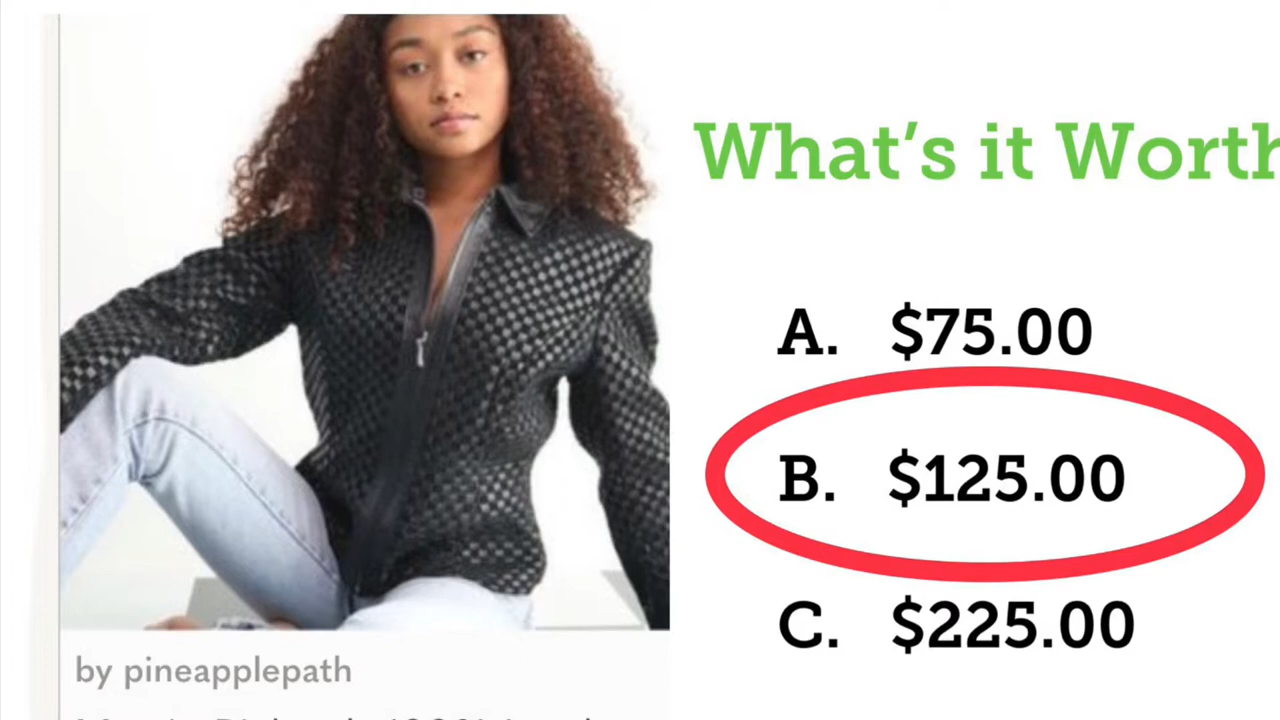 What's it Worth
A. $75.00
B. $125.00
C. $225.00
by pineapplepath